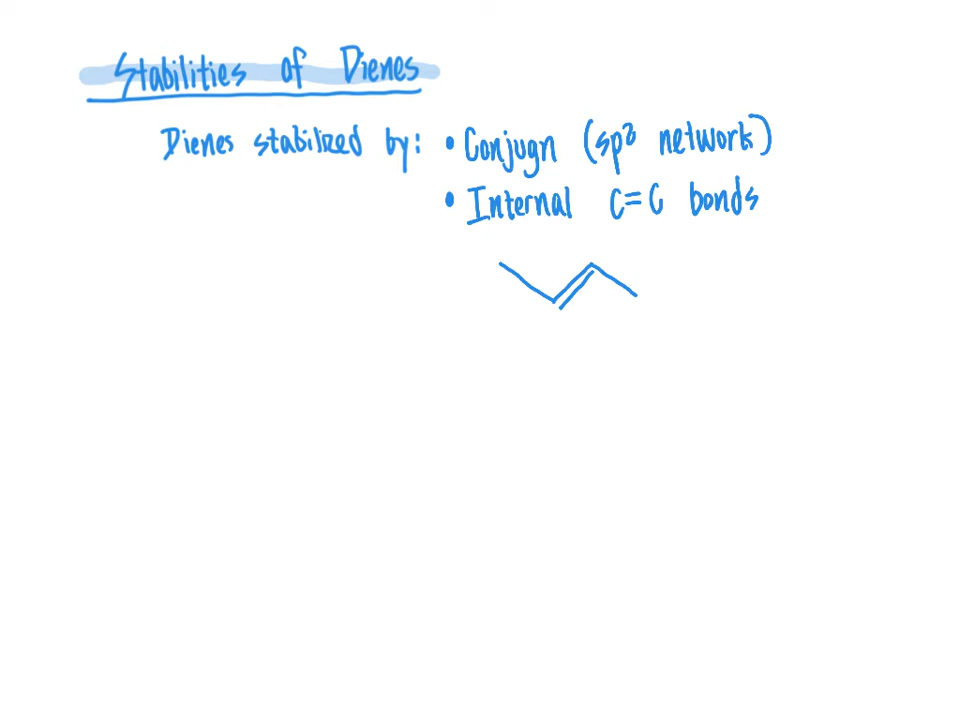 Stabilities of Dienes
Dienes stabilized by: • Conjugn (sp² network)
• Internal C=C bonds